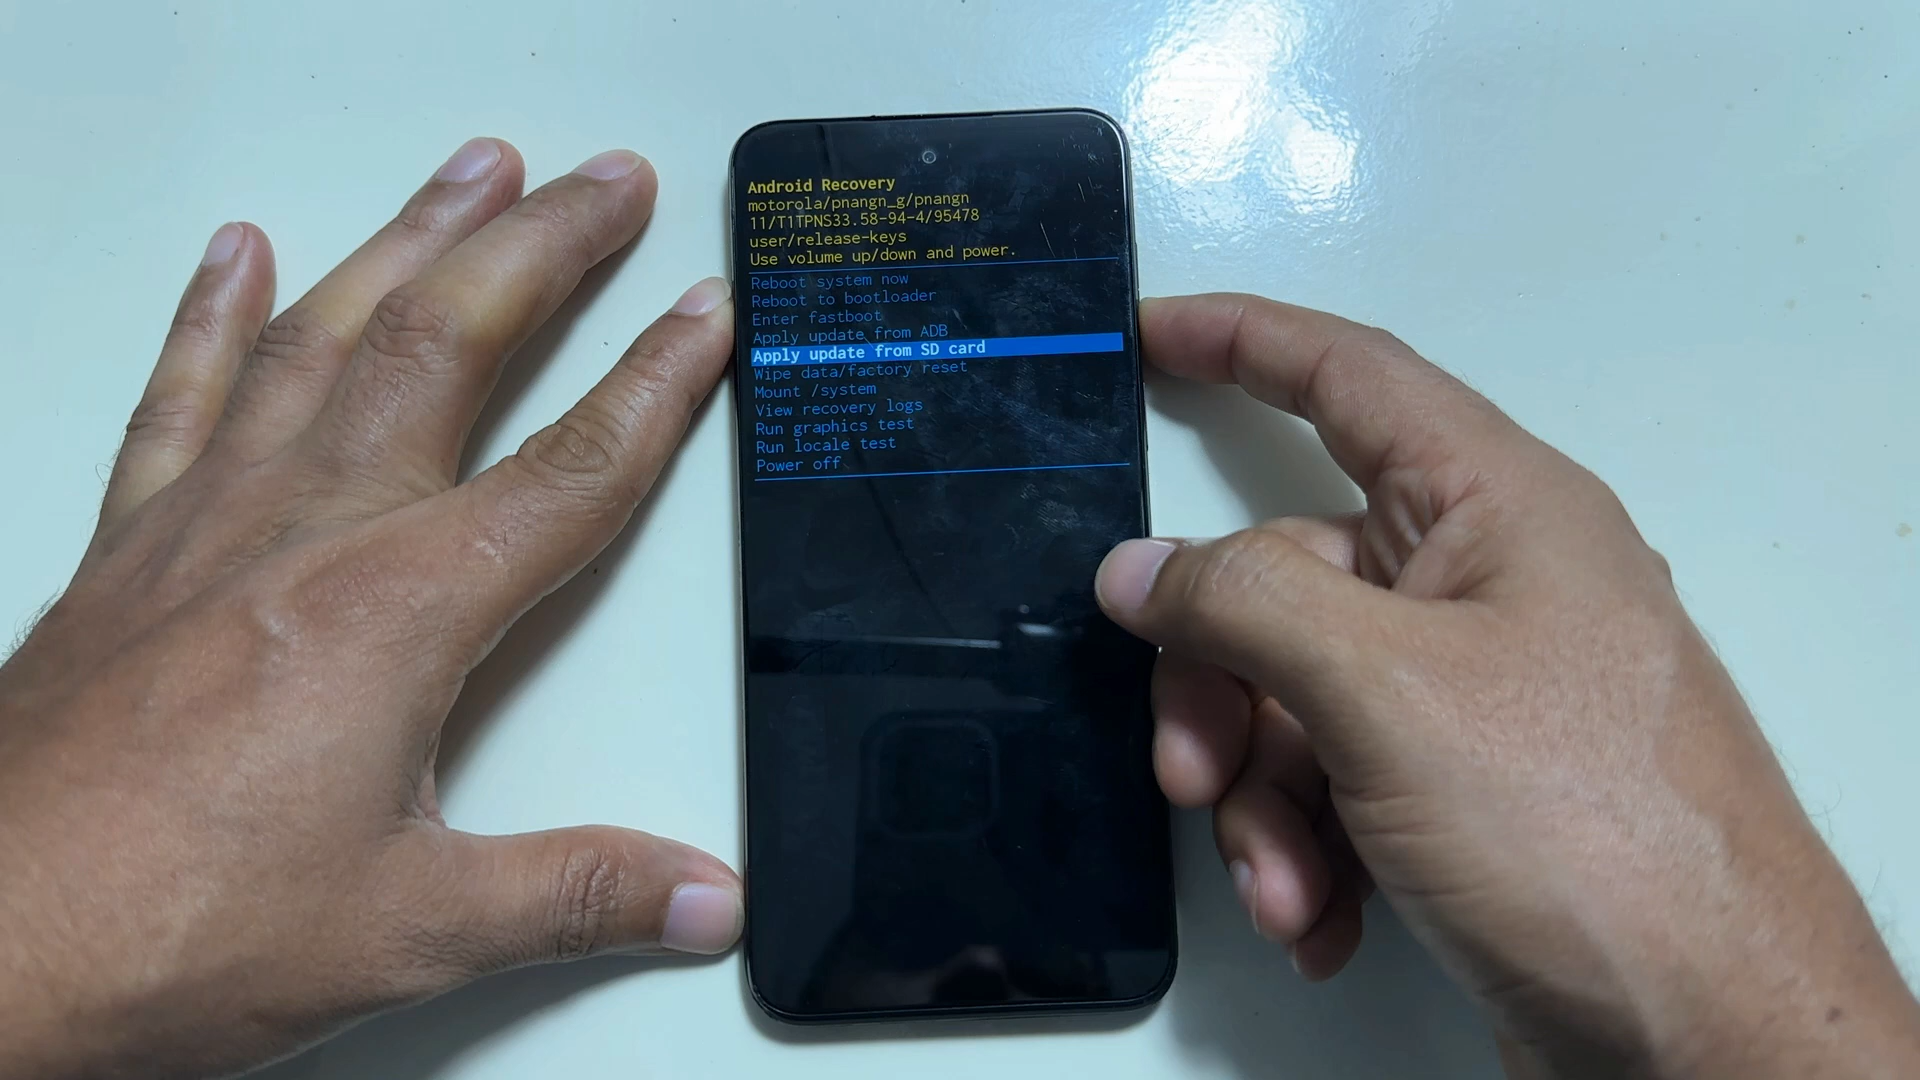 Android Recovery
motorola/pnangn_g/pnangn
11/T1TPNS33.58-94-4/95478
user/release-keys
Use volume up/down and power.
Reboot system now
Reboot to bootloader
Enter fastboot
Apply update from ADB
Apply update from SD card
Wipe data/factory reset
Mount /system
View recovery logs
Run graphics test
Run locale test
Power off